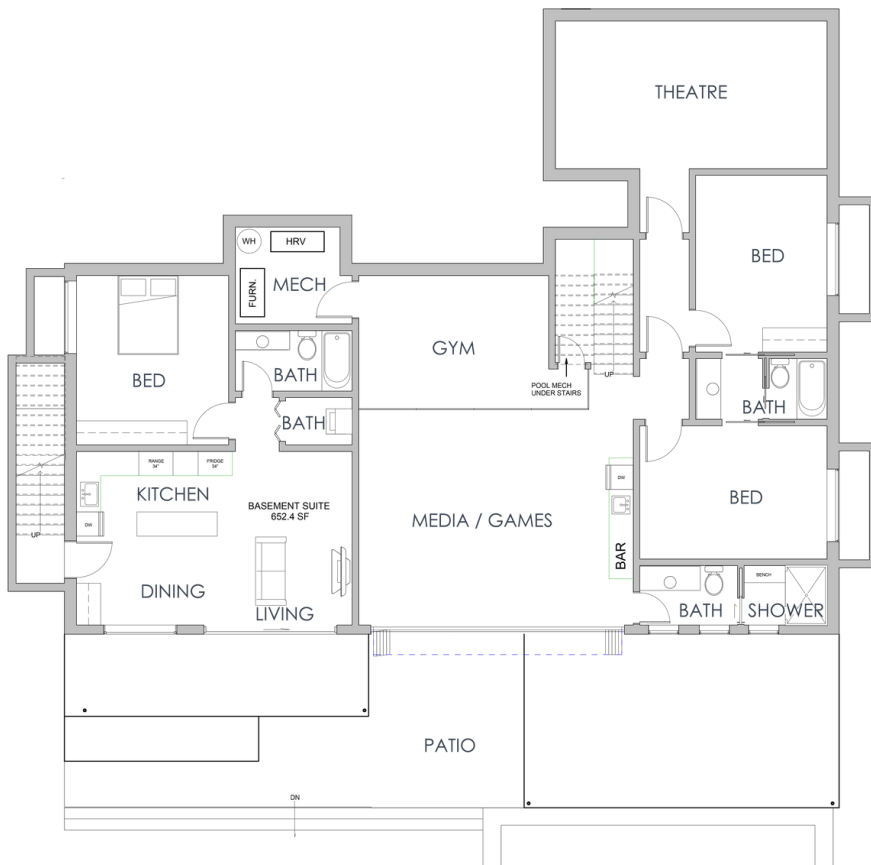 THEATRE
WH
HRV
FURN.
MECH
BED
BED
GYM
BATH
POOL MECH
UNDER STAIRS
UP
BATH
BATH
RANGE
34"
FRIDGE
34"
KITCHEN
BASEMENT SUITE
652.4 SF
DW
UP
DINING
LIVING
MEDIA / GAMES
DW
BAR
BED
BENCH
BATH
SHOWER
PATIO
DN